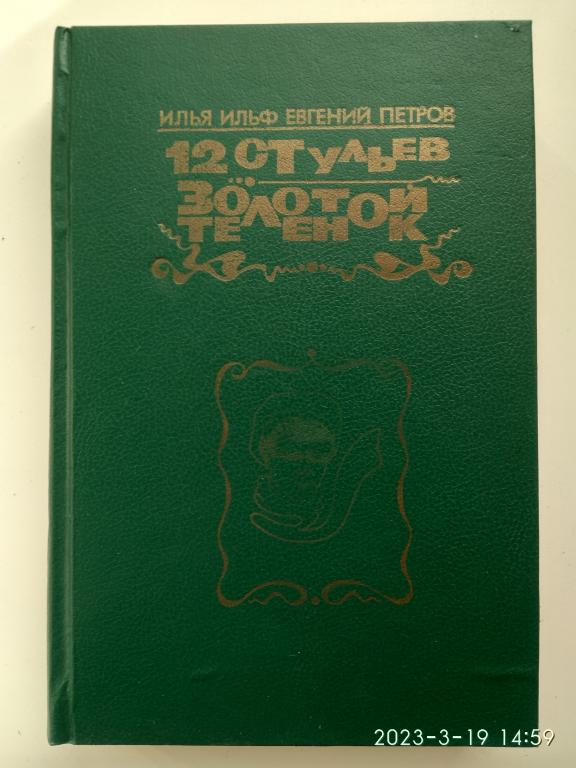 ИЛЬЯ ИЛЬФ ЕВГЕНИЙ ПЕТРОВ
12 СТУЛЬЕВ
ЗОЛОТОЙ
ТЕЛЕНОК
2023-3-19 14:59